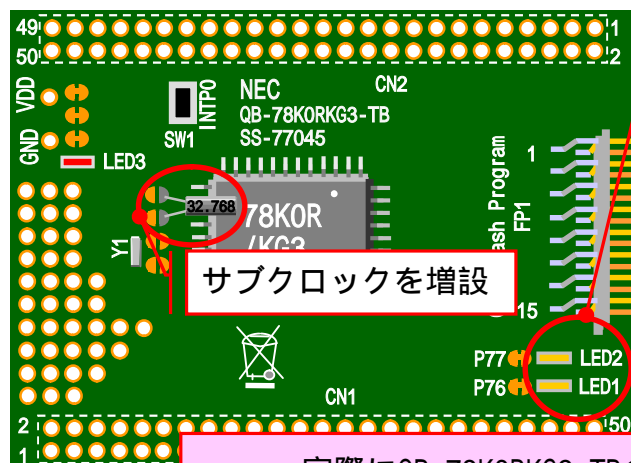 49
1
50
2
CN2
VDD
GND
INTP0
SW1
NEC
QB-78K0RKG3-TB
SS-77045
LED3
32.768
78K0R
/KG3
Y1
サブクロックを増設
1
ash Program
FP1
15
P77
LED2
P76
LED1
CN1
2
1
50